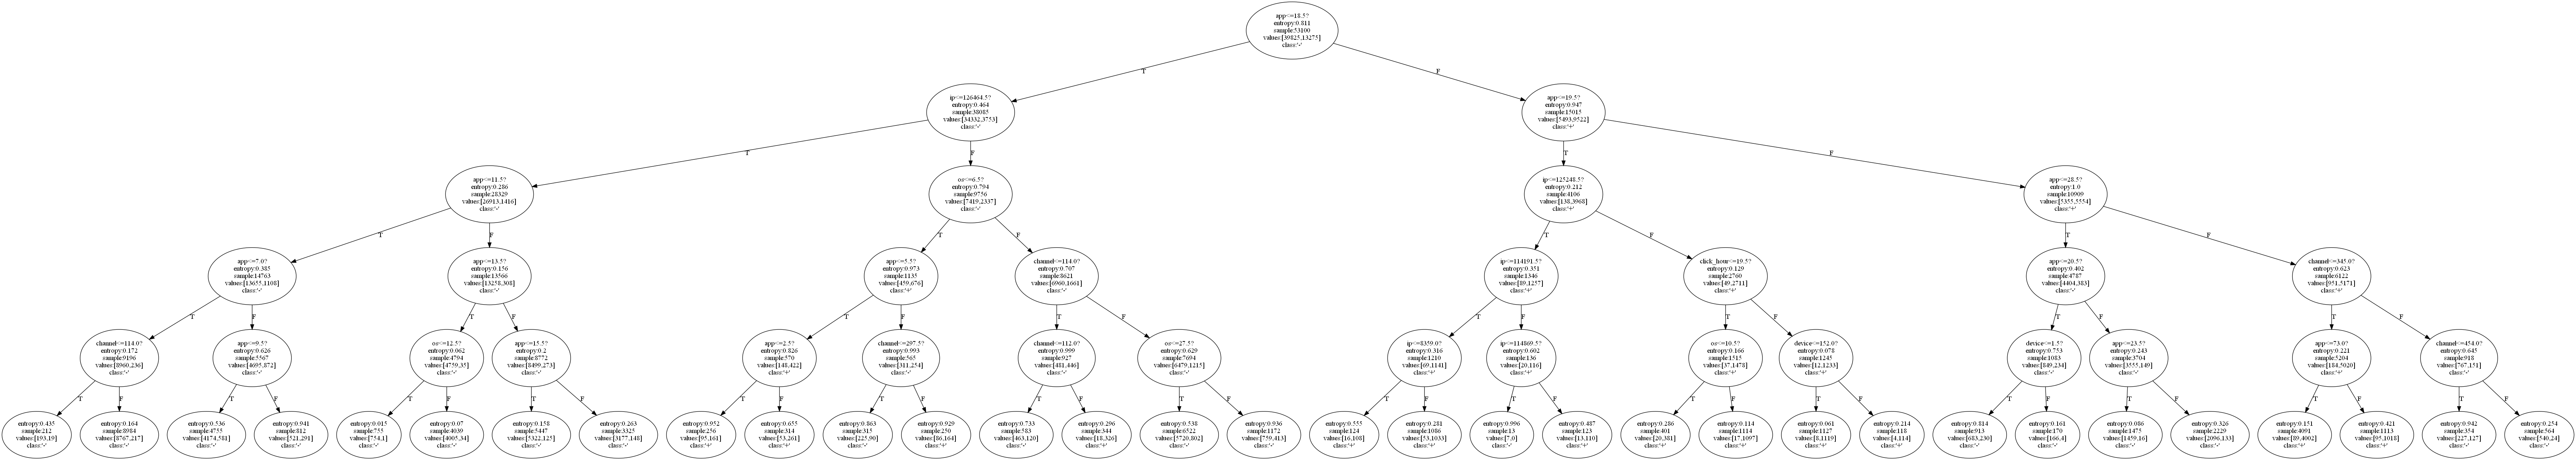 app<=18.5?
entropy:0.811
sample:53100
values:[39825,13275]
class:'-'
T
F
ip<=126464.5?
entropy:0.464
sample:38085
values:[34332,3753]
class:'-'
app<=19.5?
entropy:0.947
sample:15015
values:[5493,9522]
class:'+'
T
F
T
F
app<=11.5?
entropy:0.286
sample:28329
values:[26913,1416]
class:'-'
os<=6.5?
entropy:0.794
sample:9756
values:[7419,2337]
class:'-'
ip<=125248.5?
entropy:0.212
sample:4106
values:[138,3968]
class:'+'
app<=28.5?
entropy:1.0
sample:10909
values:[5355,5554]
class:'+'
T
F
T
F
T
F
T
F
app<=7.0?
entropy:0.385
sample:14763
values:[13655,1108]
class:'-'
app<=13.5?
entropy:0.156
sample:13566
values:[13258,308]
class:'-'
app<=5.5?
entropy:0.973
sample:1135
values:[459,676]
class:'+'
channel<=114.0?
entropy:0.707
sample:8621
values:[6960,1661]
class:'-'
ip<=114191.5?
entropy:0.351
sample:1346
values:[89,1257]
class:'+'
click_hour<=19.5?
entropy:0.129
sample:2760
values:[49,2711]
class:'+'
app<=20.5?
entropy:0.402
sample:4787
values:[4404,383]
class:'-'
channel<=345.0?
entropy:0.623
sample:6122
values:[951,5171]
class:'+'
T
F
T
F
T
F
T
F
T
F
T
F
T
F
T
F
channel<=114.0?
entropy:0.172
sample:9196
values:[8960,236]
class:'-'
app<=9.5?
entropy:0.626
sample:5567
values:[4695,872]
class:'-'
os<=12.5?
entropy:0.062
sample:4794
values:[4759,35]
class:'-'
app<=15.5?
entropy:0.2
sample:8772
values:[8499,273]
class:'-'
app<=2.5?
entropy:0.826
sample:570
values:[148,422]
class:'+'
channel<=297.5?
entropy:0.993
sample:565
values:[311,254]
class:'-'
channel<=112.0?
entropy:0.999
sample:927
values:[481,446]
class:'-'
os<=27.5?
entropy:0.629
sample:7694
values:[6479,1215]
class:'-'
ip<=8359.0?
entropy:0.316
sample:1210
values:[69,1141]
class:'+'
ip<=114869.5?
entropy:0.602
sample:136
values:[20,116]
class:'+'
os<=10.5?
entropy:0.166
sample:1515
values:[37,1478]
class:'+'
device<=152.0?
entropy:0.078
sample:1245
values:[12,1233]
class:'+'
device<=1.5?
entropy:0.753
sample:1083
values:[849,234]
class:'-'
app<=23.5?
entropy:0.243
sample:3704
values:[3555,149]
class:'-'
app<=73.0?
entropy:0.221
sample:5204
values:[184,5020]
class:'+'
channel<=454.0?
entropy:0.645
sample:918
values:[767,151]
class:'-'
T
F
T
F
T
F
T
F
T
F
T
F
T
F
T
F
T
F
T
F
T
F
T
F
T
F
T
F
T
F
T
F
entropy:0.435
sample:212
values:[193,19]
class:'-'
entropy:0.164
sample:8984
values:[8767,217]
class:'-'
entropy:0.536
sample:4755
values:[4174,581]
class:'-'
entropy:0.941
sample:812
values:[521,291]
class:'-'
entropy:0.015
sample:755
values:[754,1]
class:'-'
entropy:0.07
sample:4039
values:[4005,34]
class:'-'
entropy:0.158
sample:5447
values:[5322,125]
class:'-'
entropy:0.263
sample:3325
values:[3177,148]
class:'-'
entropy:0.952
sample:256
values:[95,161]
class:'+'
entropy:0.655
sample:314
values:[53,261]
class:'+'
entropy:0.863
sample:315
values:[225,90]
class:'-'
entropy:0.929
sample:250
values:[86,164]
class:'+'
entropy:0.733
sample:583
values:[463,120]
class:'-'
entropy:0.296
sample:344
values:[18,326]
class:'+'
entropy:0.538
sample:6522
values:[5720,802]
class:'-'
entropy:0.936
sample:1172
values:[759,413]
class:'-'
entropy:0.555
sample:124
values:[16,108]
class:'+'
entropy:0.281
sample:1086
values:[53,1033]
class:'+'
entropy:0.996
sample:13
values:[7,6]
class:'-'
entropy:0.487
sample:123
values:[13,110]
class:'+'
entropy:0.286
sample:401
values:[20,381]
class:'+'
entropy:0.114
sample:1114
values:[17,1097]
class:'+'
entropy:0.061
sample:1127
values:[8,1119]
class:'+'
entropy:0.214
sample:118
values:[4,114]
class:'+'
entropy:0.814
sample:913
values:[683,230]
class:'-'
entropy:0.161
sample:170
values:[166,4]
class:'-'
entropy:0.086
sample:1475
values:[1459,16]
class:'-'
entropy:0.326
sample:2229
values:[2096,133]
class:'-'
entropy:0.151
sample:4091
values:[89,4002]
class:'+'
entropy:0.421
sample:1113
values:[95,1018]
class:'+'
entropy:0.942
sample:354
values:[227,127]
class:'-'
entropy:0.254
sample:564
values:[540,24]
class:'-'